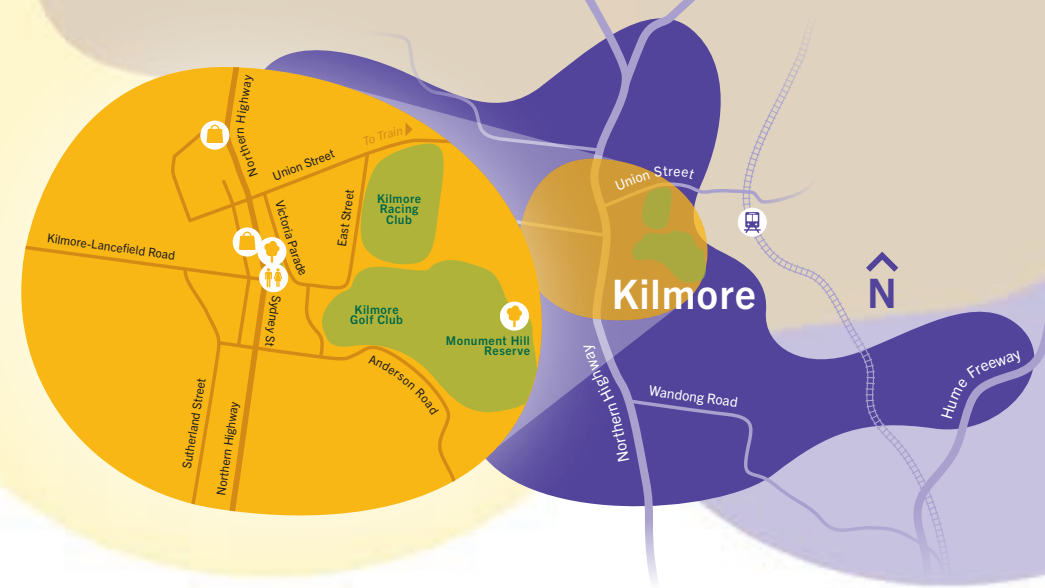 Northern Highway
To Train
Union Street
Victoria Parade
East Street
Kilmore
Racing
Club
Kilmore-Lancefield Road
Sydney St
Kilmore
Golf Club
Monument Hill
Reserve
Anderson Road
Sutherland Street
Northern Highway
Union Street
Kilmore
N
Northern Highway
Wandong Road
Hume Freeway